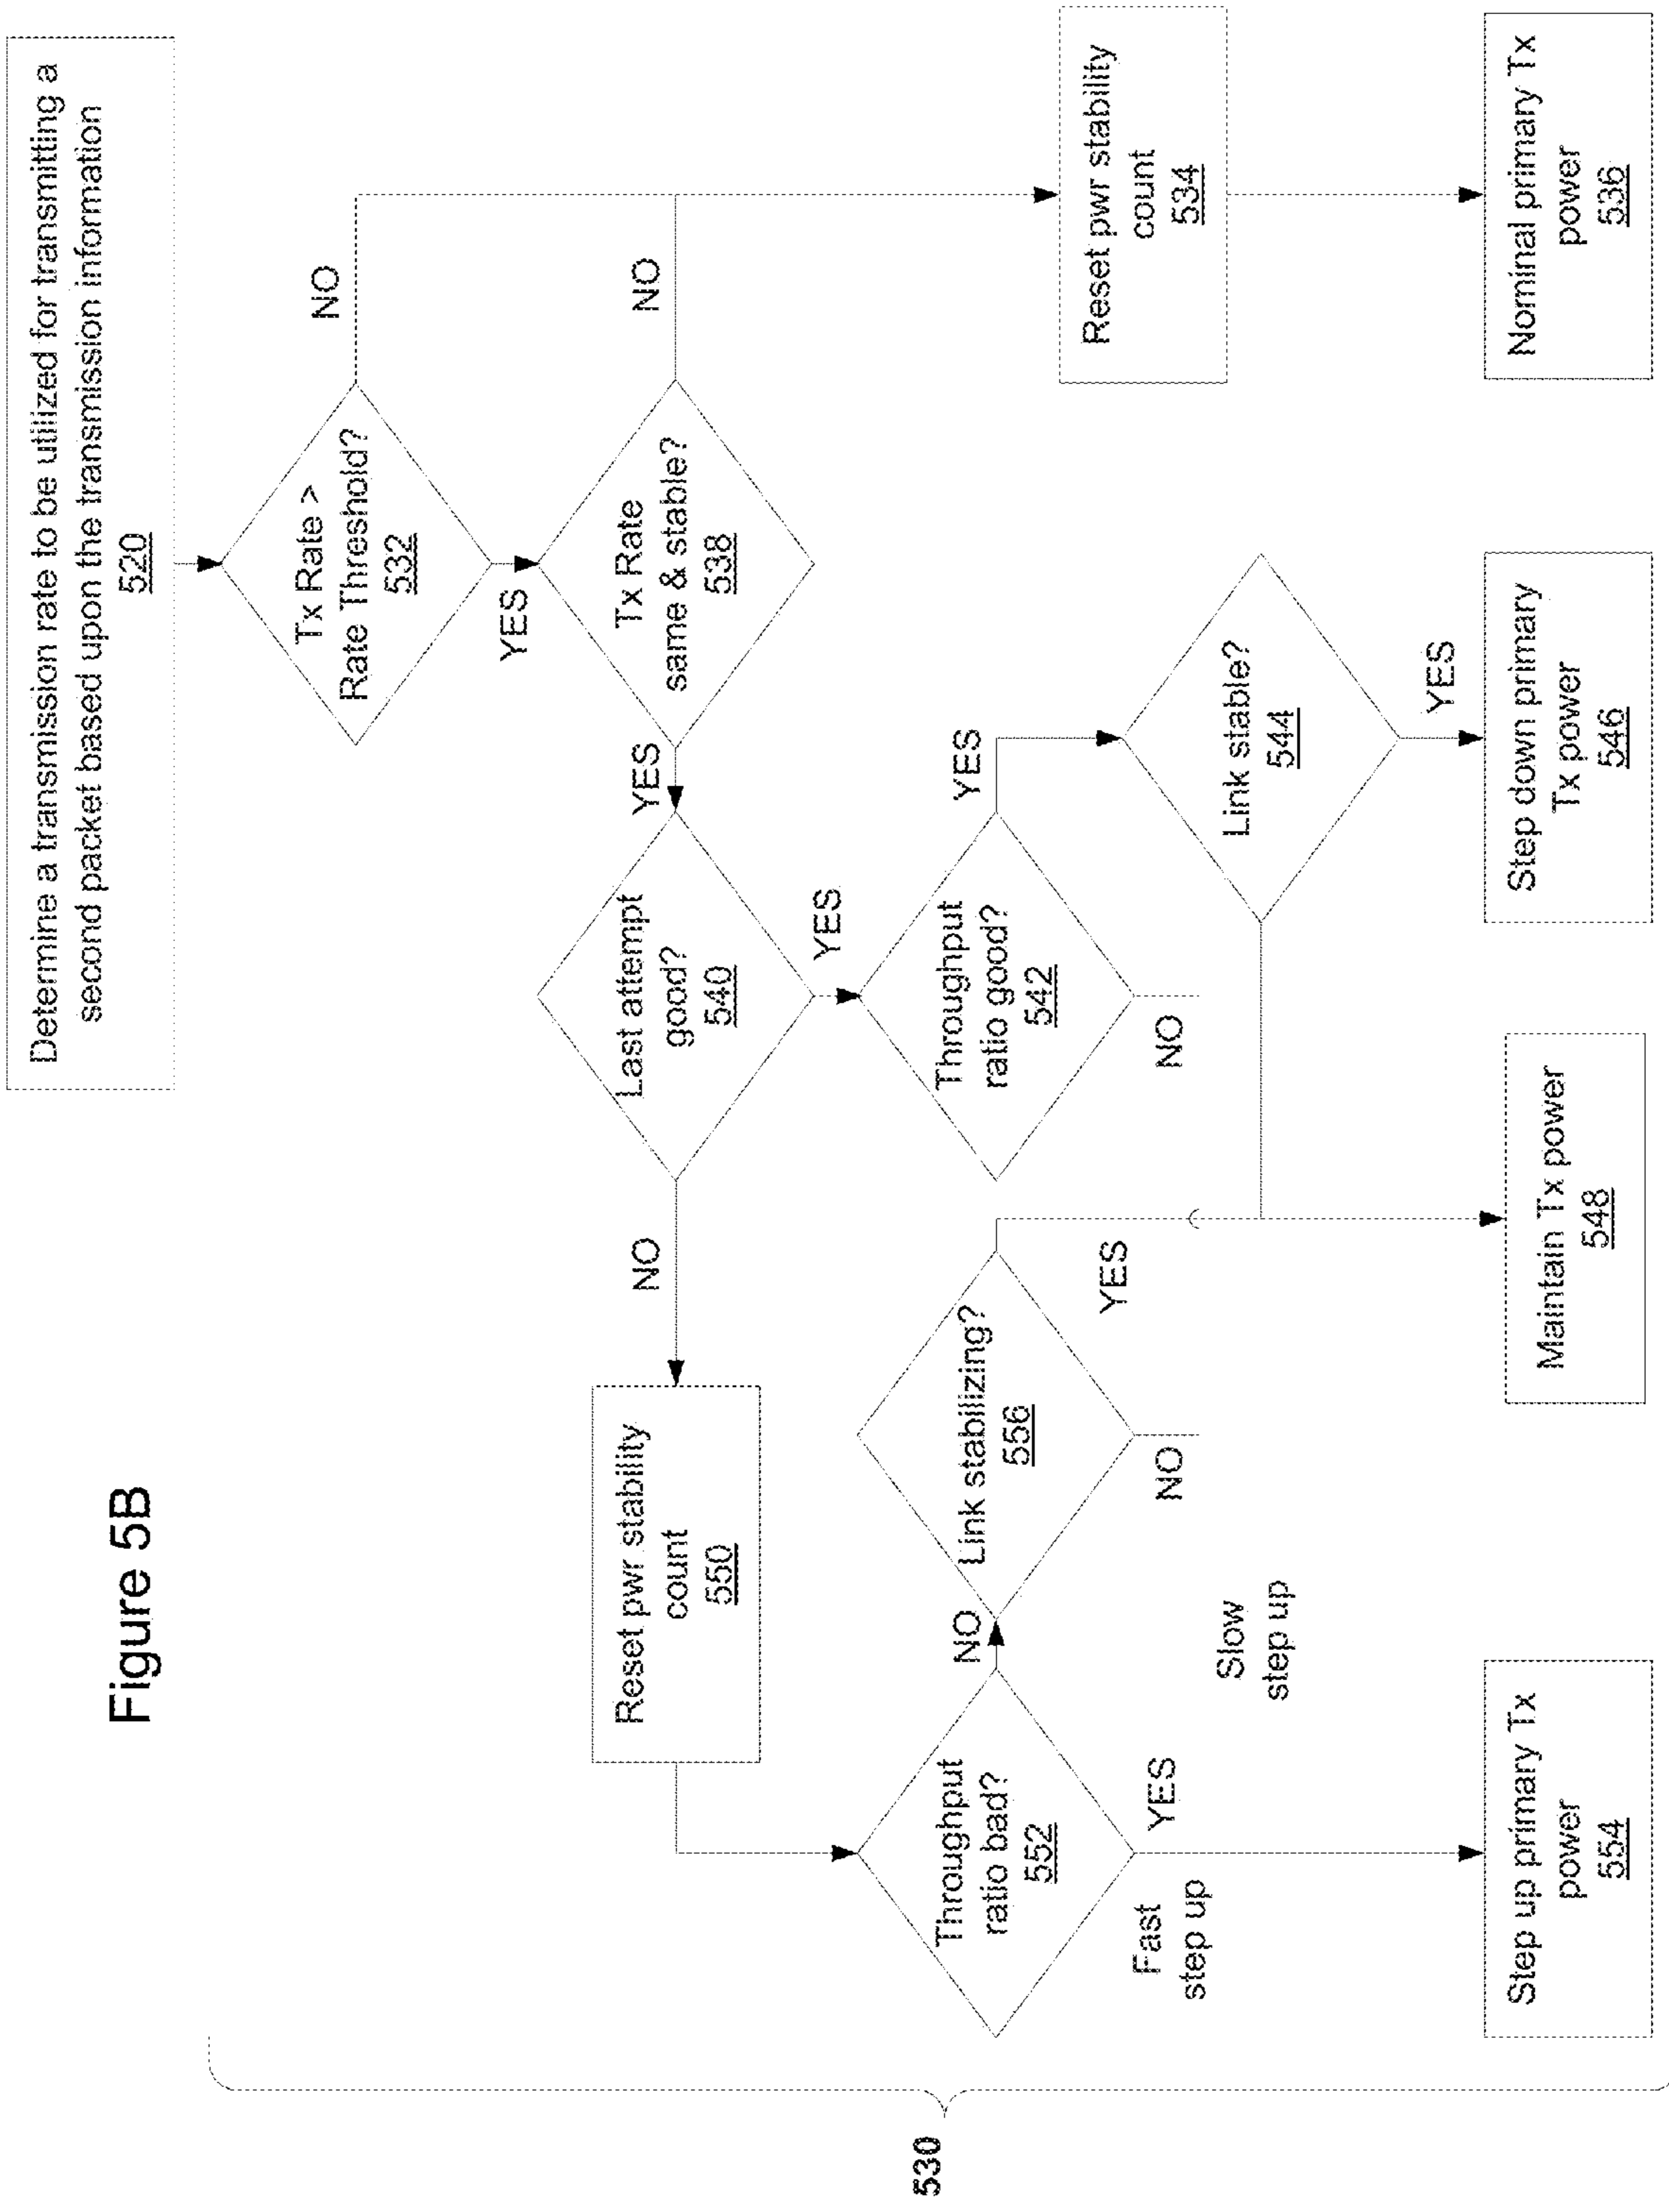 Figure 5B
Determine a transmission rate to be utilized for transmitting a
second packet based upon the transmission information
520
Tx Rate >
Rate Threshold?
532
NO
YES
Tx Rate
same & stable?
538
NO
YES
Last attempt
good?
540
NO
YES
Reset pwr stability
count
550
Throughput
ratio bad?
552
NO
YES
Fast
step up
Link stabilizing?
556
YES
NO
Slow
step up
Throughput
ratio good?
542
YES
NO
Link stable?
544
YES
Reset pwr stability
count
534
Step up primary Tx
power
554
Maintain Tx power
548
Step down primary
Tx power
546
Nominal primary Tx
power
536
530